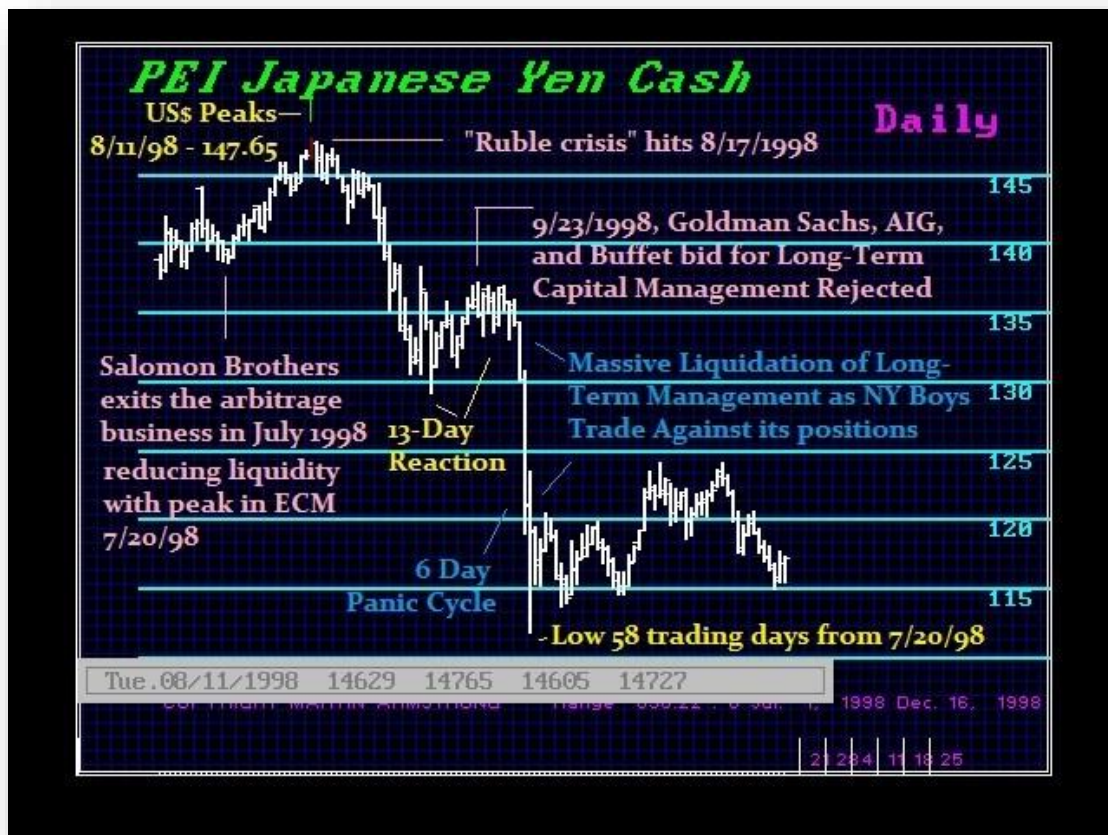 PEI Japanese Yen Cash
Daily
US$ Peaks
8/11/98 - 147.65
"Ruble crisis" hits 8/17/1998
145
9/23/1998, Goldman Sachs, AIG,
and Buffet bid for Long-Term
Capital Management Rejected
140
135
Salomon Brothers
exits the arbitrage
business in July 1998
reducing liquidity
with peak in ECM
7/20/98
13-Day
Reaction
Massive Liquidation of Long-
Term Management as NY Boys
Trade Against its positions
130
125
120
6 Day
Panic Cycle
115
Low 58 trading days from 7/20/98
Tue.08/11/1998 14629 14765 14605 14727
COPYRIGHT MARTIN ARMSTRONG
1998 Dec. 16, 1998
21 28 4 11 18 25